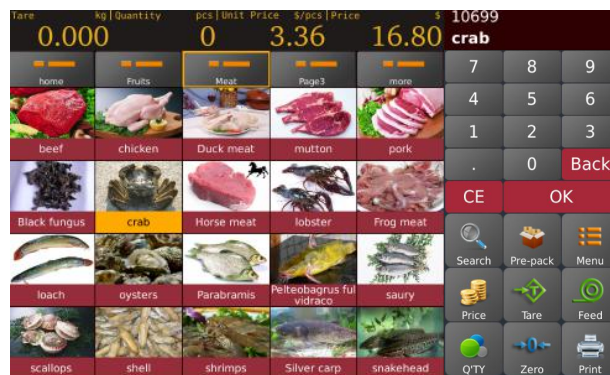 Tare kg|Quantity pcs|Unit Price $/pcs|Price $
0.000 0 3.36 16.80
10699
crab
home Fruits Meat Page3 more
beef chicken Duck meat mutton pork
Black fungus crab Horse meat lobster Frog meat
loach oysters Parabramis Pelteobagrus ful
vidraco saury
scallops shell shrimps Silver carp snakehead
7 8 9
4 5 6
1 2 3
. 0 Back
CE OK
Search Pre-pack Menu
Price Tare Feed
Q'TY Zero Print